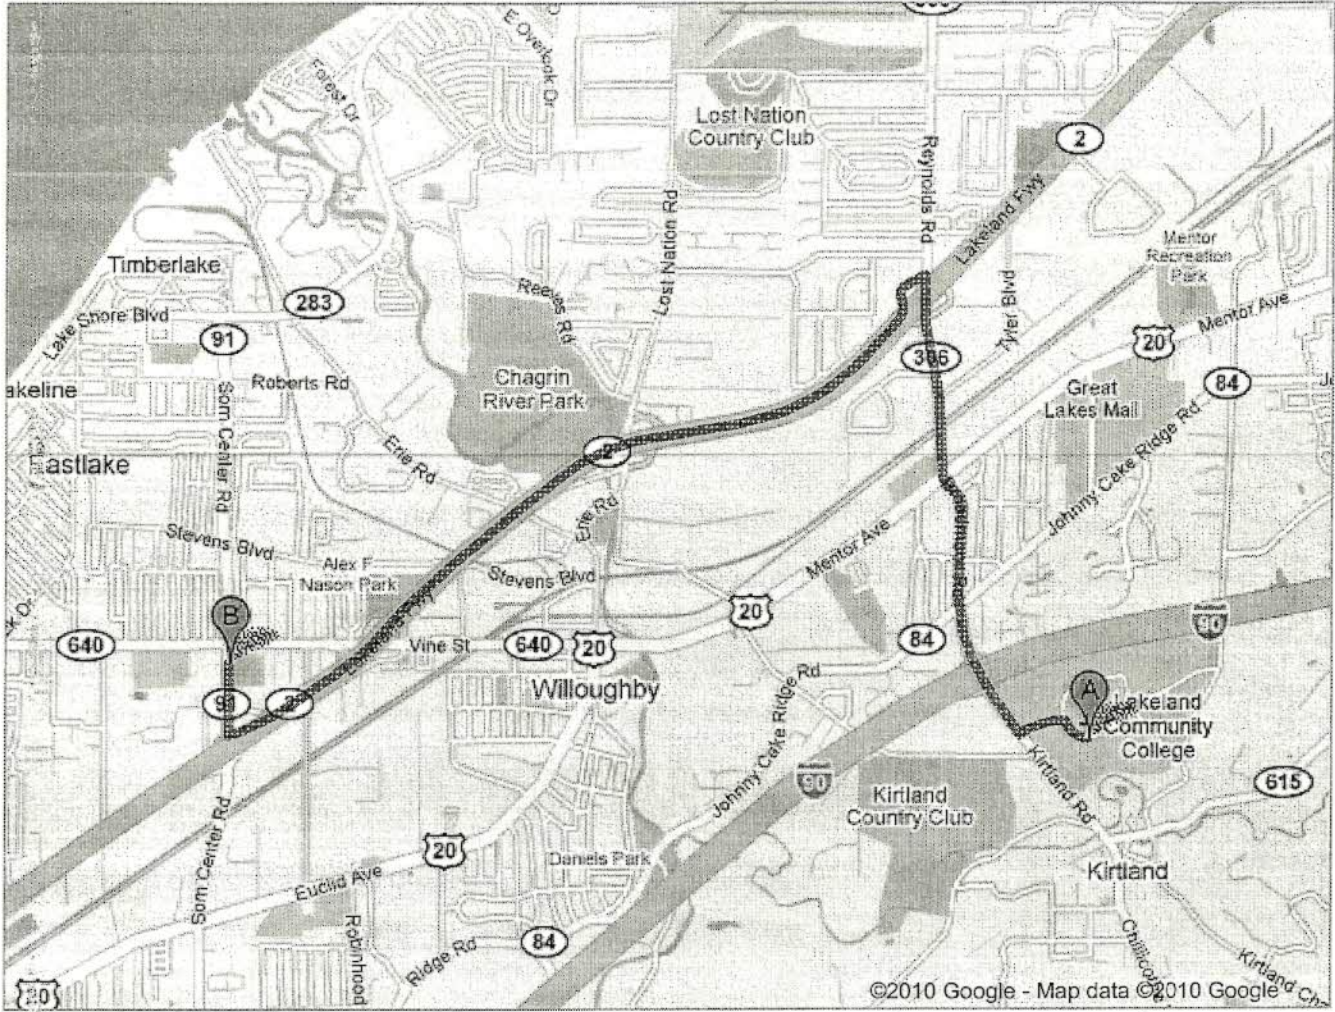 E Overlook Dr
Forest Dr
Lost Nation
Country Club
2
Reynolds Rd
Lakeland Fwy
Lost Nation Rd
Mentor
Recreation
Park
Timberlake
283
Reeves Rd
Tyler Blvd
Lake Shore Blvd
91
20
Mentor Ave
306
Roberts Rd
Chagrin
River Park
Great
Lakes Mall
84
akeline
Som Center Rd
Erie Rd
2
astlake
Johnny Cake Ridge Rd
Erie Rd
Stevens Blvd
Alex F
Nason Park
Stevens Blvd
Mentor Ave
B
20
90
640
Vine St
640
20
84
Willoughby
Johnny Cake Ridge Rd
A
91
2
Lakeland
Community
College
Kirtland Rd
90
615
Kirtland
Country Club
Som Center Rd
20
Daniels Park
Kirtland
Euclid Ave
Robinhood
84
Ridge Rd
Kirtland Ch
20
©2010 Google - Map data ©2010 Google